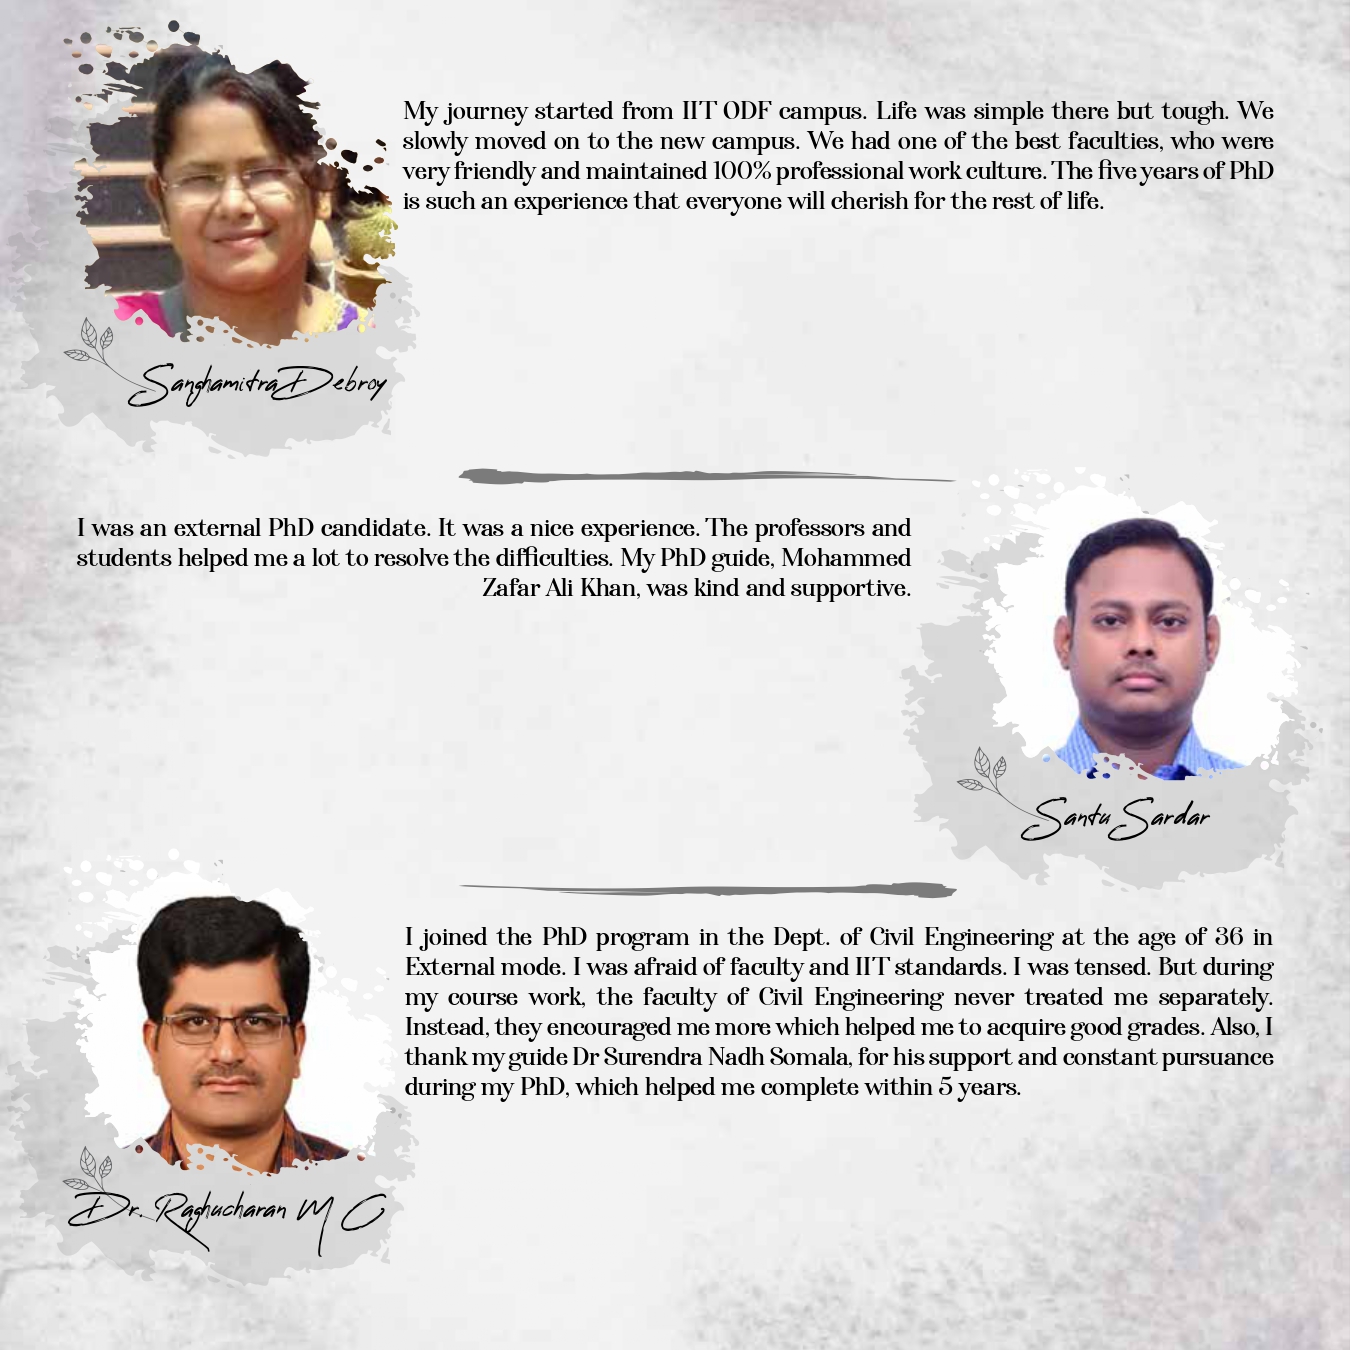 My journey started from IIT ODF campus. Life was simple there but tough. We
slowly moved on to the new campus. We had one of the best faculties, who were
very friendly and maintained 100% professional work culture. The five years of PhD
is such an experience that everyone will cherish for the rest of life.
Sanghamitra Debroy
I was an external PhD candidate. It was a nice experience. The professors and
students helped me a lot to resolve the difficulties. My PhD guide, Mohammed
Zafar Ali Khan, was kind and supportive.
Santu Sardar
I joined the PhD program in the Dept. of Civil Engineering at the age of 36 in
External mode. I was afraid of faculty and IIT standards. I was tensed. But during
my course work, the faculty of Civil Engineering never treated me separately.
Instead, they encouraged me more which helped me to acquire good grades. Also, I
thank my guide Dr Surendra Nadh Somala, for his support and constant pursuance
during my PhD, which helped me complete within 5 years.
Dr. Raghucharan M C